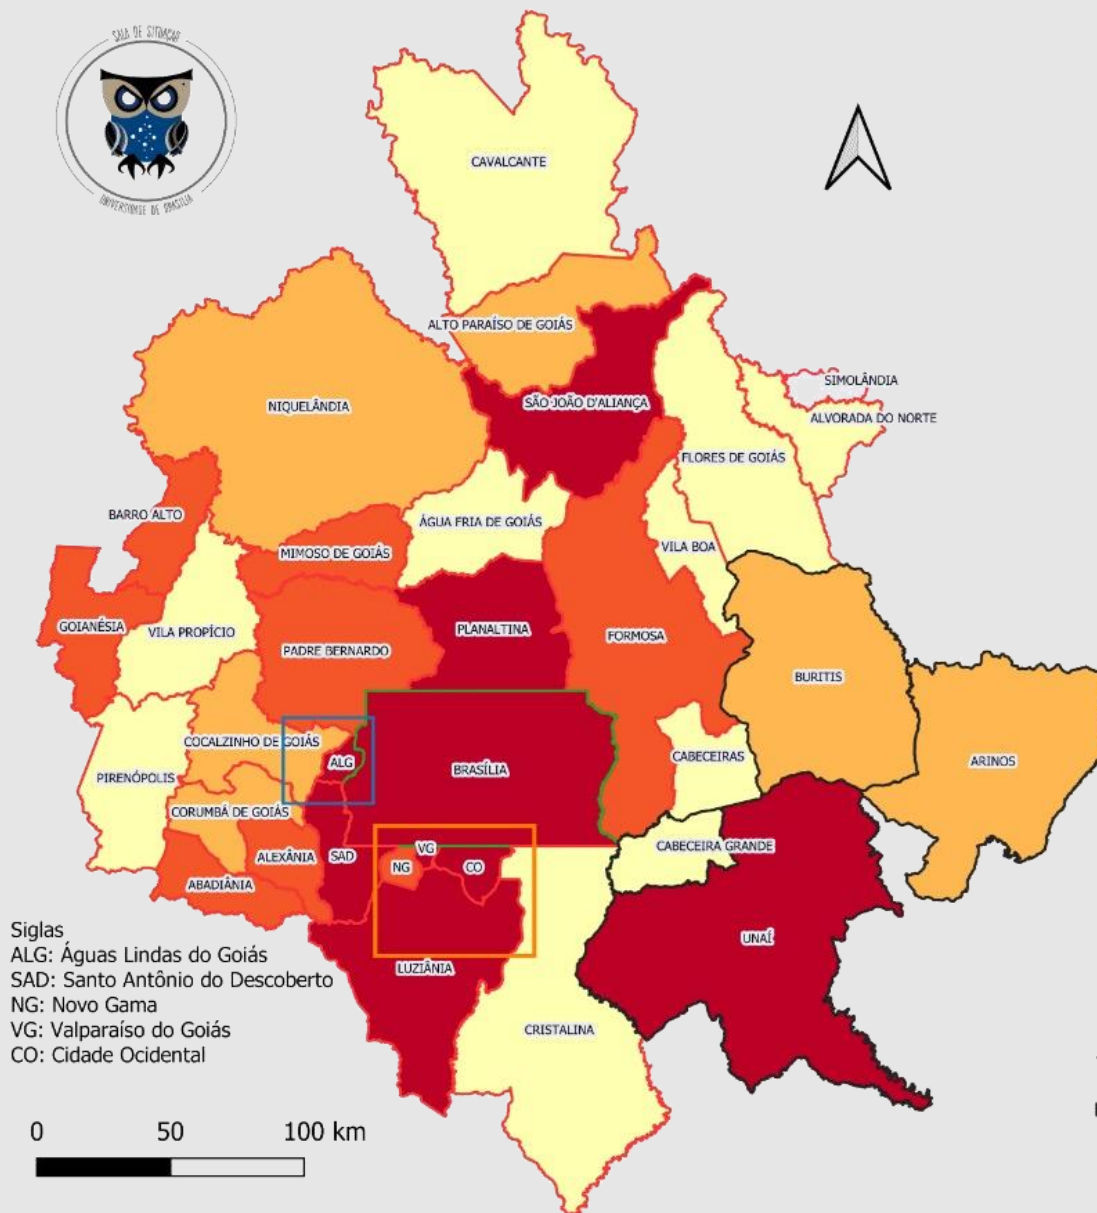 SALA DE SITUAÇÃO
UNIVERSIDADE DE BRASÍLIA
CAVALCANTE
ALTO PARAÍSO DE GOIÁS
SIMOLÂNDIA
SÃO JOÃO D'ALIANÇA
NIQUELÂNDIA
ALVORADA DO NORTE
FLORES DE GOIÁS
BARRO ALTO
ÁGUA FRIA DE GOIÁS
VILA BOA
MIMOSO DE GOIÁS
GOIANÉSIA
VILA PROPÍCIO
PLANALTINA
FORMOSA
PADRE BERNARDO
BURITIS
COCALZINHO DE GOIÁS
CABECEIRAS
ALG
BRASÍLIA
ARINOS
PIRENÓPOLIS
CORUMBÁ DE GOIÁS
CABECEIRA GRANDE
VG
ALEXÂNIA
SAD
NG
CO
ABADIÂNIA
UNAÍ
LUZIÂNIA
CRISTALINA
Siglas
ALG: Águas Lindas do Goiás
SAD: Santo Antônio do Descoberto
NG: Novo Gama
VG: Valparaíso do Goiás
CO: Cidade Ocidental
0 50 100 km